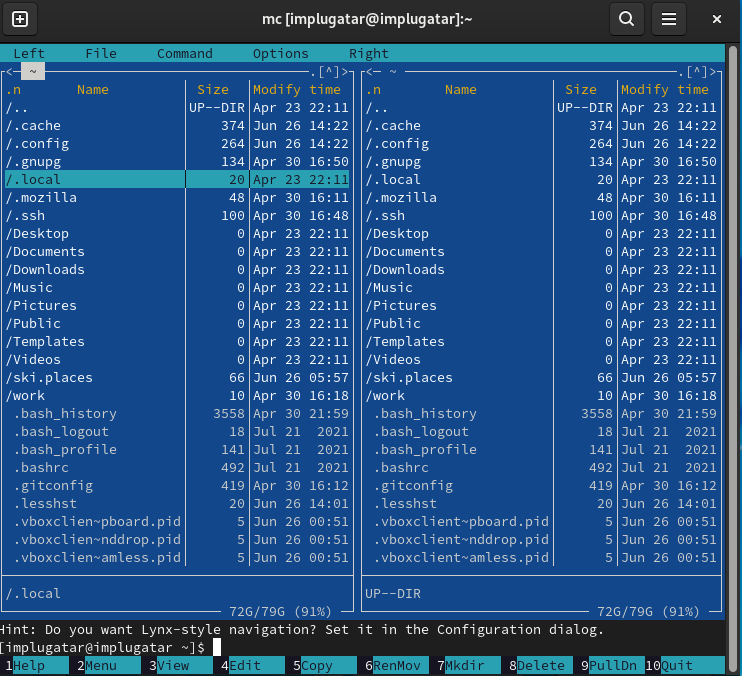 mc [implugatar@implugatar]:~
Left File Command Options Right
<─ ~ .[^]> <─ ~ .[^]>
.n Name Size Modify time .n Name Size Modify time
/.. UP--DIR Apr 23 22:11 /.. UP--DIR Apr 23 22:11
/.cache 374 Jun 26 14:22 /.cache 374 Jun 26 14:22
/.config 264 Jun 26 14:22 /.config 264 Jun 26 14:22
/.gnupg 134 Apr 30 16:50 /.gnupg 134 Apr 30 16:50
/.local 20 Apr 23 22:11 /.local 20 Apr 23 22:11
/.mozilla 48 Apr 30 16:11 /.mozilla 48 Apr 30 16:11
/.ssh 100 Apr 30 16:48 /.ssh 100 Apr 30 16:48
/Desktop 0 Apr 23 22:11 /Desktop 0 Apr 23 22:11
/Documents 0 Apr 23 22:11 /Documents 0 Apr 23 22:11
/Downloads 0 Apr 23 22:11 /Downloads 0 Apr 23 22:11
/Music 0 Apr 23 22:11 /Music 0 Apr 23 22:11
/Pictures 0 Apr 23 22:11 /Pictures 0 Apr 23 22:11
/Public 0 Apr 23 22:11 /Public 0 Apr 23 22:11
/Templates 0 Apr 23 22:11 /Templates 0 Apr 23 22:11
/Videos 0 Apr 23 22:11 /Videos 0 Apr 23 22:11
/ski.places 66 Jun 26 05:57 /ski.places 66 Jun 26 05:57
/work 10 Apr 30 16:18 /work 10 Apr 30 16:18
.bash_history 3558 Apr 30 21:59 .bash_history 3558 Apr 30 21:59
.bash_logout 18 Jul 21 2021 .bash_logout 18 Jul 21 2021
.bash_profile 141 Jul 21 2021 .bash_profile 141 Jul 21 2021
.bashrc 492 Jul 21 2021 .bashrc 492 Jul 21 2021
.gitconfig 419 Apr 30 16:12 .gitconfig 419 Apr 30 16:12
.lesshst 20 Jun 26 14:01 .lesshst 20 Jun 26 14:01
.vboxclien~pboard.pid 5 Jun 26 00:51 .vboxclient~pboard.pid 5 Jun 26 00:51
.vboxclien~nddrop.pid 5 Jun 26 00:51 .vboxclient~nddrop.pid 5 Jun 26 00:51
.vboxclien~amless.pid 5 Jun 26 00:51 .vboxclient~amless.pid 5 Jun 26 00:51
/.local UP--DIR
72G/79G (91%) 72G/79G (91%)
Hint: Do you want Lynx-style navigation? Set it in the Configuration dialog.
[implugatar@implugatar ~]$
1Help 2Menu 3View 4Edit 5Copy 6RenMov 7Mkdir 8Delete 9PullDn 10Quit